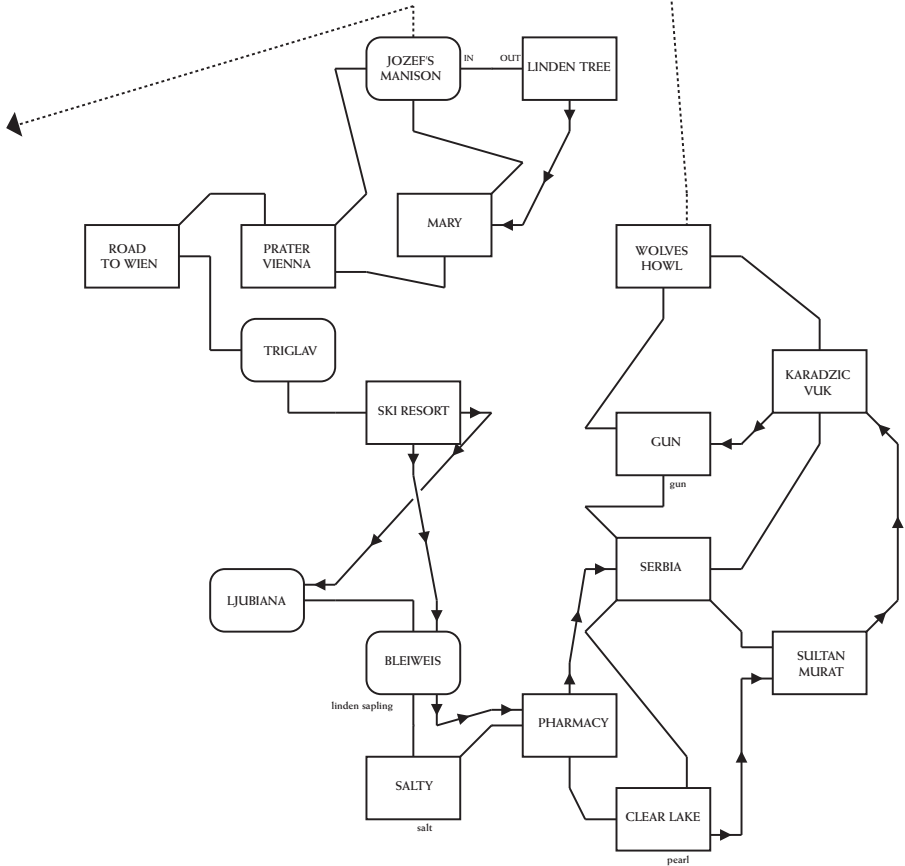 JOZEF'S
MANISON
IN
OUT
LINDEN TREE
MARY
ROAD
TO WIEN
PRATER
VIENNA
WOLVES
HOWL
TRIGLAV
KARADZIC
VUK
SKI RESORT
GUN
gun
SERBIA
LJUBIANA
BLEIWEIS
linden sapling
SULTAN
MURAT
PHARMACY
SALTY
salt
CLEAR LAKE
pearl